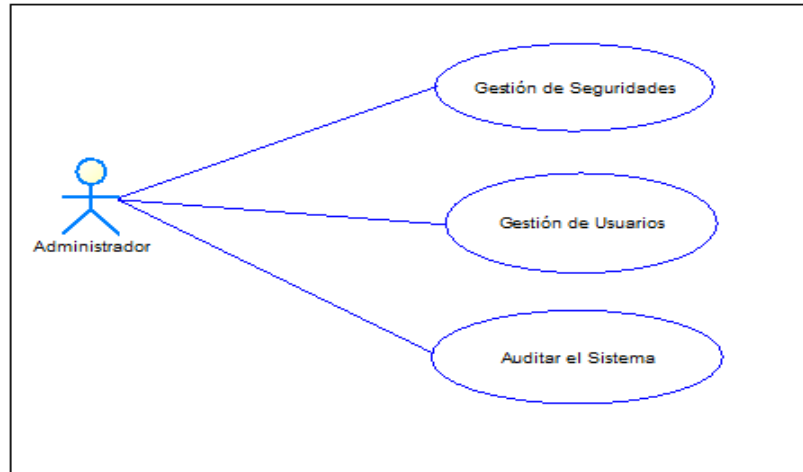 Gestión de Seguridades
Gestión de Usuarios
Administrador
Auditar el Sistema